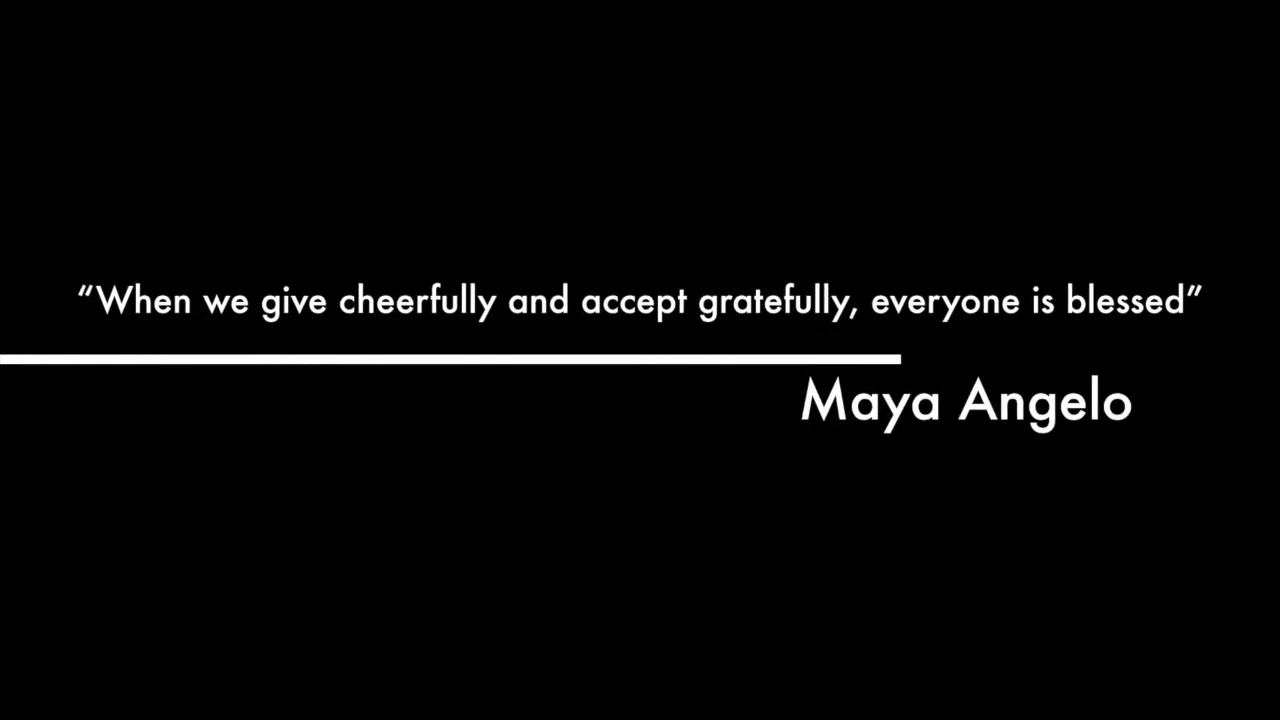 “When we give cheerfully and accept gratefully, everyone is blessed”
Maya Angelo